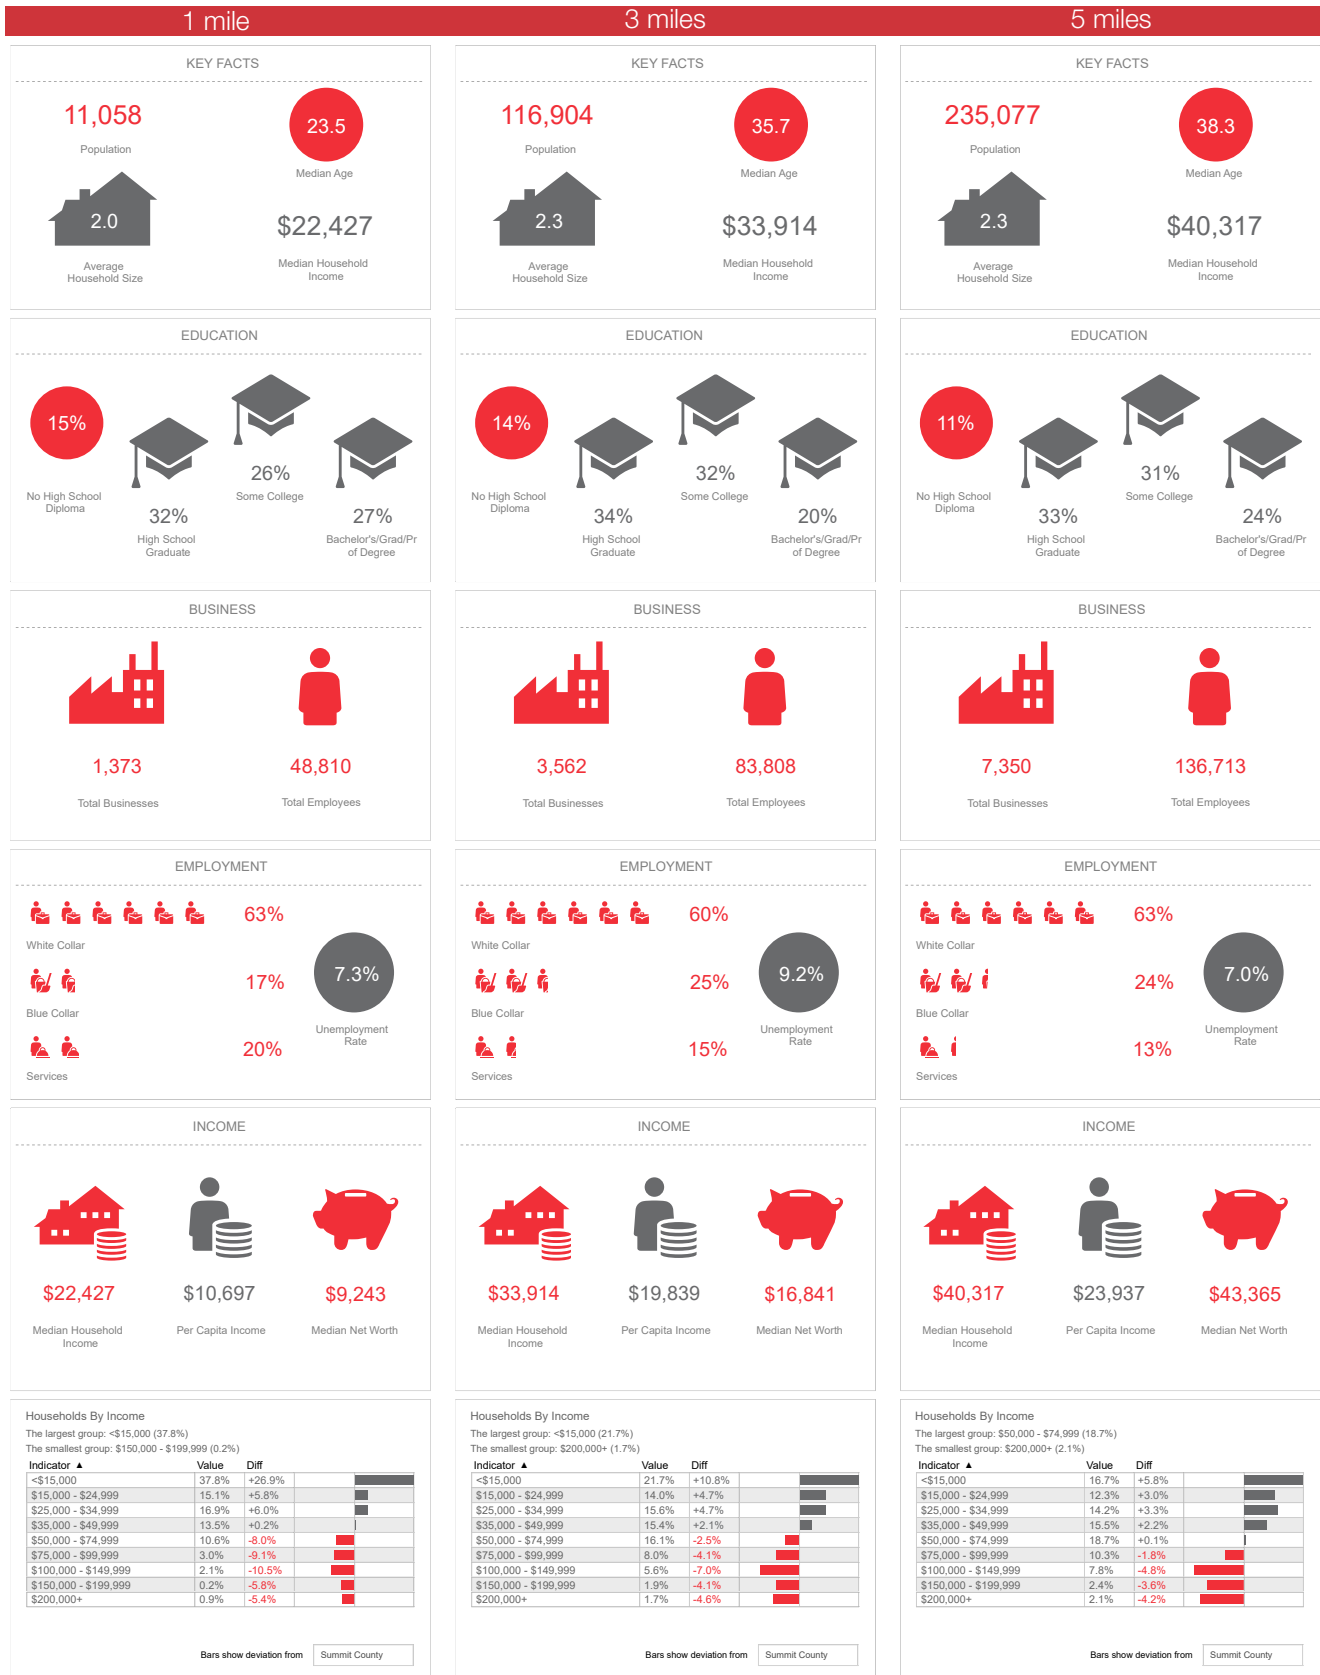 1 mile
KEY FACTS
11,058
Population
23.5
Median Age
2.0
Average
Household Size
$22,427
Median Household
Income
EDUCATION
15%
No High School
Diploma
32%
High School
Graduate
26%
Some College
27%
Bachelor's/Grad/Pr
of Degree
BUSINESS
1,373
Total Businesses
48,810
Total Employees
EMPLOYMENT
63%
White Collar
17%
Blue Collar
20%
Services
7.3%
Unemployment
Rate
INCOME
$22,427
Median Household
Income
$10,697
Per Capita Income
$9,243
Median Net Worth
Households By Income
The largest group: <$15,000 (37.8%)
The smallest group: $150,000 - $199,999 (0.2%)
Indicator ▲ Value Diff
<$15,000 37.8% +26.9%
$15,000 - $24,999 15.1% +5.8%
$25,000 - $34,999 16.9% +6.0%
$35,000 - $49,999 13.5% +0.2%
$50,000 - $74,999 10.6% -8.0%
$75,000 - $99,999 3.0% -9.1%
$100,000 - $149,999 2.1% -10.5%
$150,000 - $199,999 0.2% -5.8%
$200,000+ 0.9% -5.4%
Bars show deviation from Summit County
3 miles
KEY FACTS
116,904
Population
35.7
Median Age
2.3
Average
Household Size
$33,914
Median Household
Income
EDUCATION
14%
No High School
Diploma
34%
High School
Graduate
32%
Some College
20%
Bachelor's/Grad/Pr
of Degree
BUSINESS
3,562
Total Businesses
83,808
Total Employees
EMPLOYMENT
60%
White Collar
25%
Blue Collar
15%
Services
9.2%
Unemployment
Rate
INCOME
$33,914
Median Household
Income
$19,839
Per Capita Income
$16,841
Median Net Worth
Households By Income
The largest group: <$15,000 (21.7%)
The smallest group: $200,000+ (1.7%)
Indicator ▲ Value Diff
<$15,000 21.7% +10.8%
$15,000 - $24,999 14.0% +4.7%
$25,000 - $34,999 15.6% +4.7%
$35,000 - $49,999 15.4% +2.1%
$50,000 - $74,999 16.1% -2.5%
$75,000 - $99,999 8.0% -4.1%
$100,000 - $149,999 5.6% -7.0%
$150,000 - $199,999 1.9% -4.1%
$200,000+ 1.7% -4.6%
Bars show deviation from Summit County
5 miles
KEY FACTS
235,077
Population
38.3
Median Age
2.3
Average
Household Size
$40,317
Median Household
Income
EDUCATION
11%
No High School
Diploma
33%
High School
Graduate
31%
Some College
24%
Bachelor's/Grad/Pr
of Degree
BUSINESS
7,350
Total Businesses
136,713
Total Employees
EMPLOYMENT
63%
White Collar
24%
Blue Collar
13%
Services
7.0%
Unemployment
Rate
INCOME
$40,317
Median Household
Income
$23,937
Per Capita Income
$43,365
Median Net Worth
Households By Income
The largest group: $50,000 - $74,999 (18.7%)
The smallest group: $200,000+ (2.1%)
Indicator ▲ Value Diff
<$15,000 16.7% +5.8%
$15,000 - $24,999 12.3% +3.0%
$25,000 - $34,999 14.2% +3.3%
$35,000 - $49,999 15.5% +2.2%
$50,000 - $74,999 18.7% +0.1%
$75,000 - $99,999 10.3% -1.8%
$100,000 - $149,999 7.8% -4.8%
$150,000 - $199,999 2.4% -3.6%
$200,000+ 2.1% -4.2%
Bars show deviation from Summit County